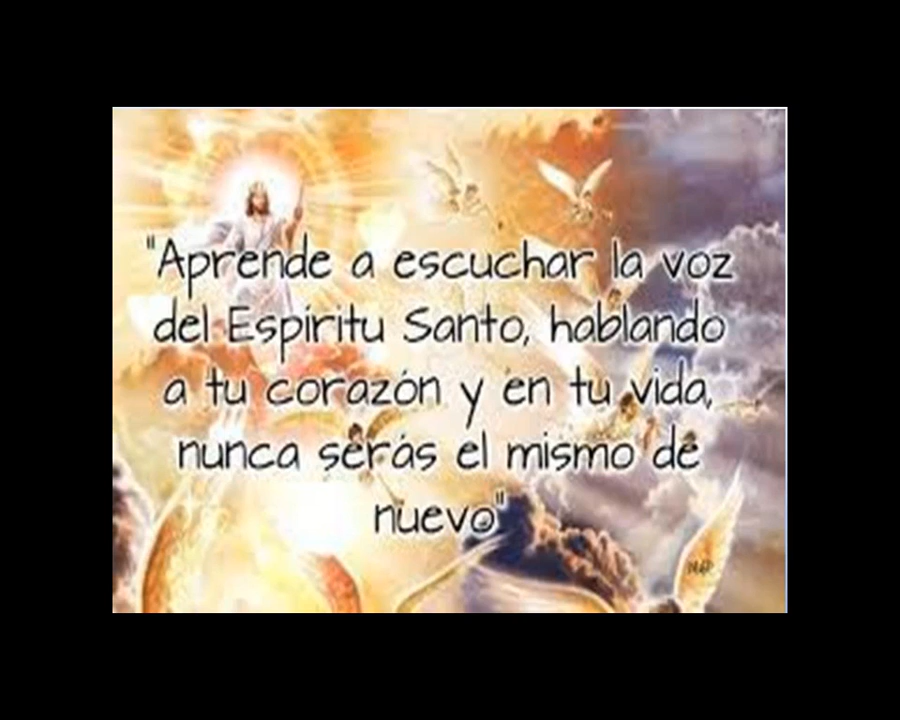 "Aprende a escuchar la voz
del Espiritu Santo, hablando
a tu corazón y en tu vida,
nunca serás el mismo de
nuevo"